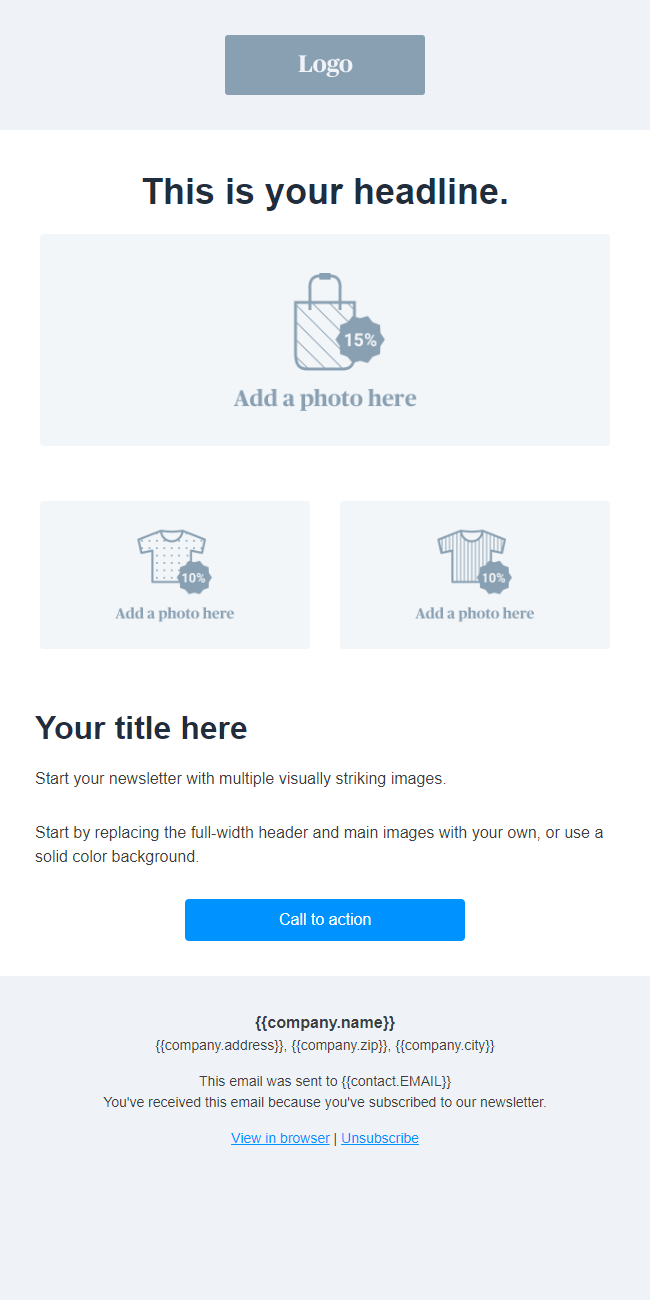 Logo
This is your headline.
15%
Add a photo here
10%
Add a photo here
10%
Add a photo here
Your title here
Start your newsletter with multiple visually striking images.
Start by replacing the full-width header and main images with your own, or use a
solid color background.
Call to action
{{company.name}}
{{company.address}}, {{company.zip}}, {{company.city}}
This email was sent to {{contact.EMAIL}}
You've received this email because you've subscribed to our newsletter.
View in browser | Unsubscribe